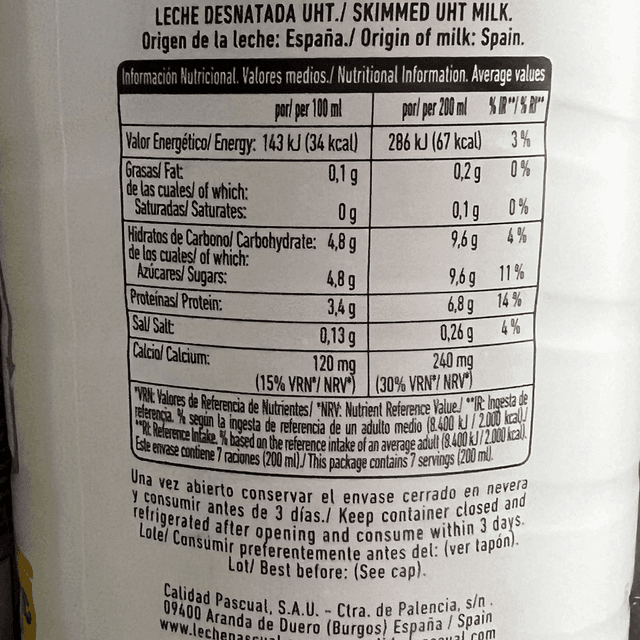 LECHE DESNATADA UHT./ SKIMMED UHT MILK.
Origen de la leche: España./ Origin of milk: Spain.
Información Nutricional. Valores medios./ Nutritional Information. Average values
por/ per 100 ml por/ per 200 ml % IR**/% RI**
Valor Energético/ Energy: 143 kJ (34 kcal) 286 kJ (67 kcal) 3%
Grasas/ Fat: 0,1 g 0,2 g 0%
de las cuales/ of which:
Saturadas/ Saturates: 0 g 0,1 g 0%
Hidratos de Carbono/ Carbohydrate: 4,8 g 9,6 g 4%
de los cuales/ of which:
Azúcares/ Sugars: 4,8 g 9,6 g 11%
Proteínas/ Protein: 3,4 g 6,8 g 14%
Sal/ Salt: 0,13 g 0,26 g 4%
Calcio/ Calcium: 120 mg 240 mg
(15% VRN*/ NRV*) (30% VRN*/ NRV*)
*VRN: Valores de Referencia de Nutrientes/ *NRV: Nutrient Reference Value./ **IR: Ingesta de
referencia. % según la ingesta de referencia de un adulto medio (8.400 kJ / 2.000 kcal)./
**RI: Reference Intake. % based on the reference intake of an average adult (8.400 kJ / 2.000 kcal).
Este envase contiene 7 raciones (200 ml)./ This package contains 7 servings (200 ml).
Una vez abierto conservar el envase cerrado en nevera
y consumir antes de 3 días./ Keep container closed and
refrigerated after opening and consume within 3 days.
Lote/ Consumir preferentemente antes del: (ver tapón).
Lot/ Best before: (See cap).
Calidad Pascual, S.A.U. - Ctra. de Palencia, s/n.
09400 Aranda de Duero (Burgos) España / Spain